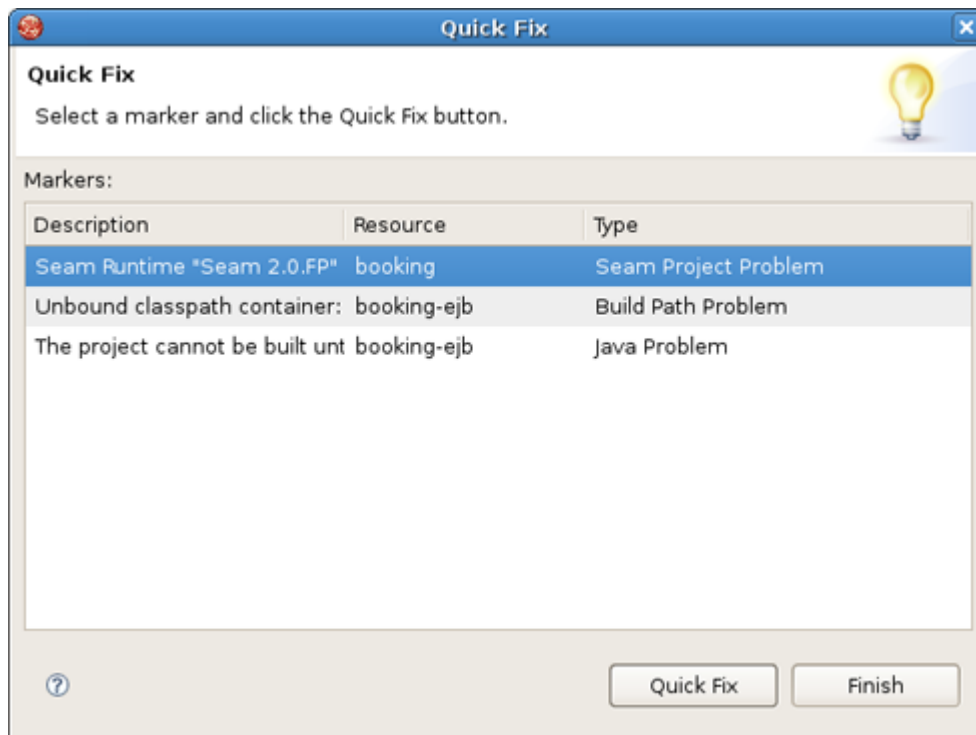 Quick Fix
Quick Fix
Select a marker and click the Quick Fix button.
Markers:
Description Resource Type
Seam Runtime "Seam 2.0.FP" booking Seam Project Problem
Unbound classpath container: booking-ejb Build Path Problem
The project cannot be built unt booking-ejb Java Problem
Quick Fix Finish